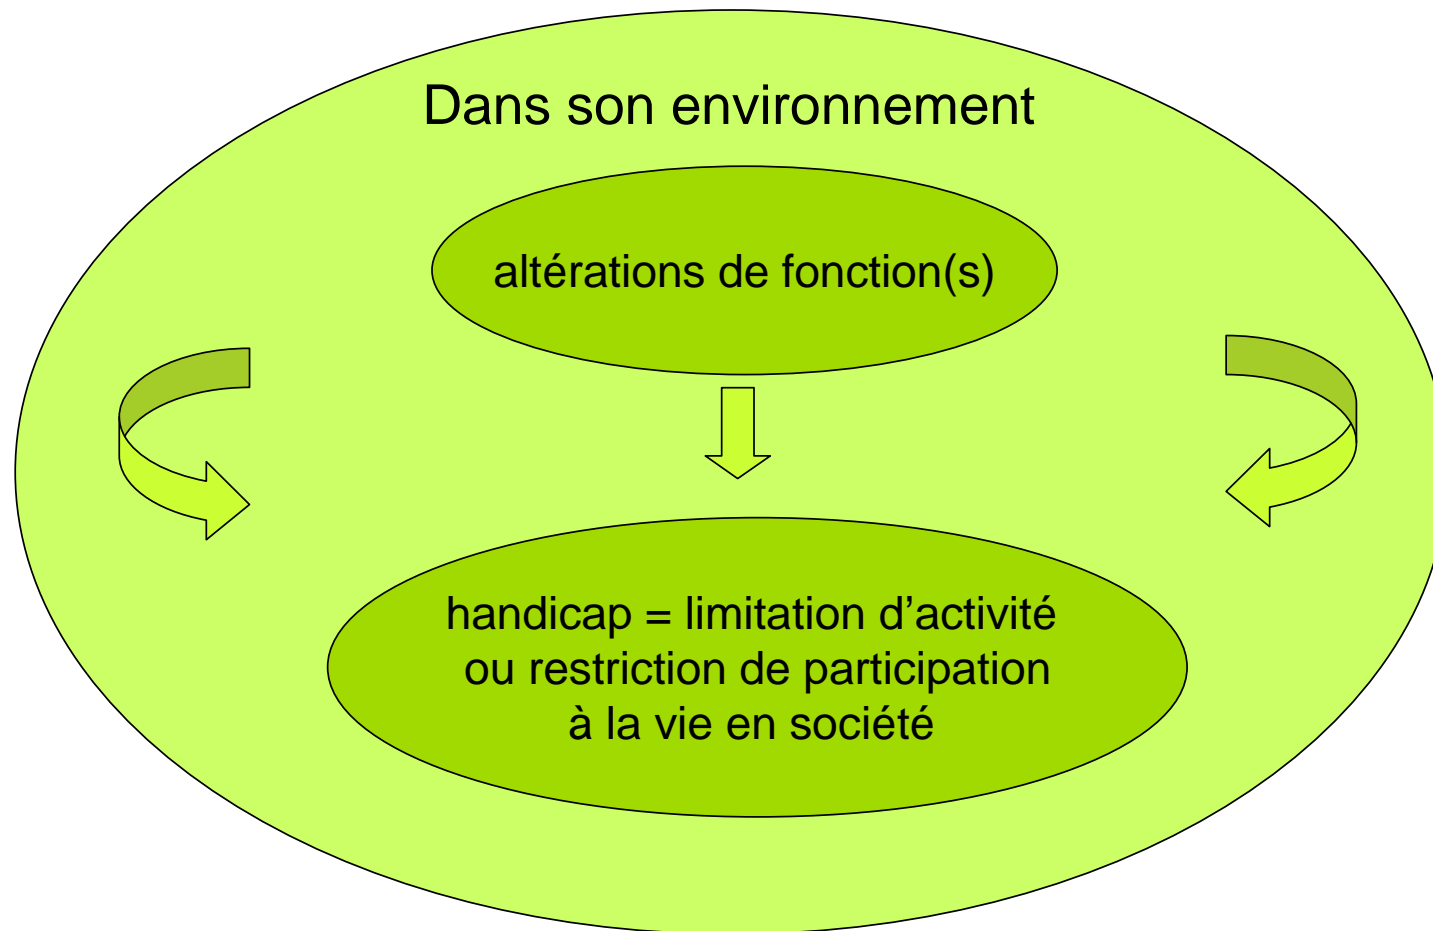 Dans son environnement
altérations de fonction(s)
handicap = limitation d’activité
ou restriction de participation
à la vie en société